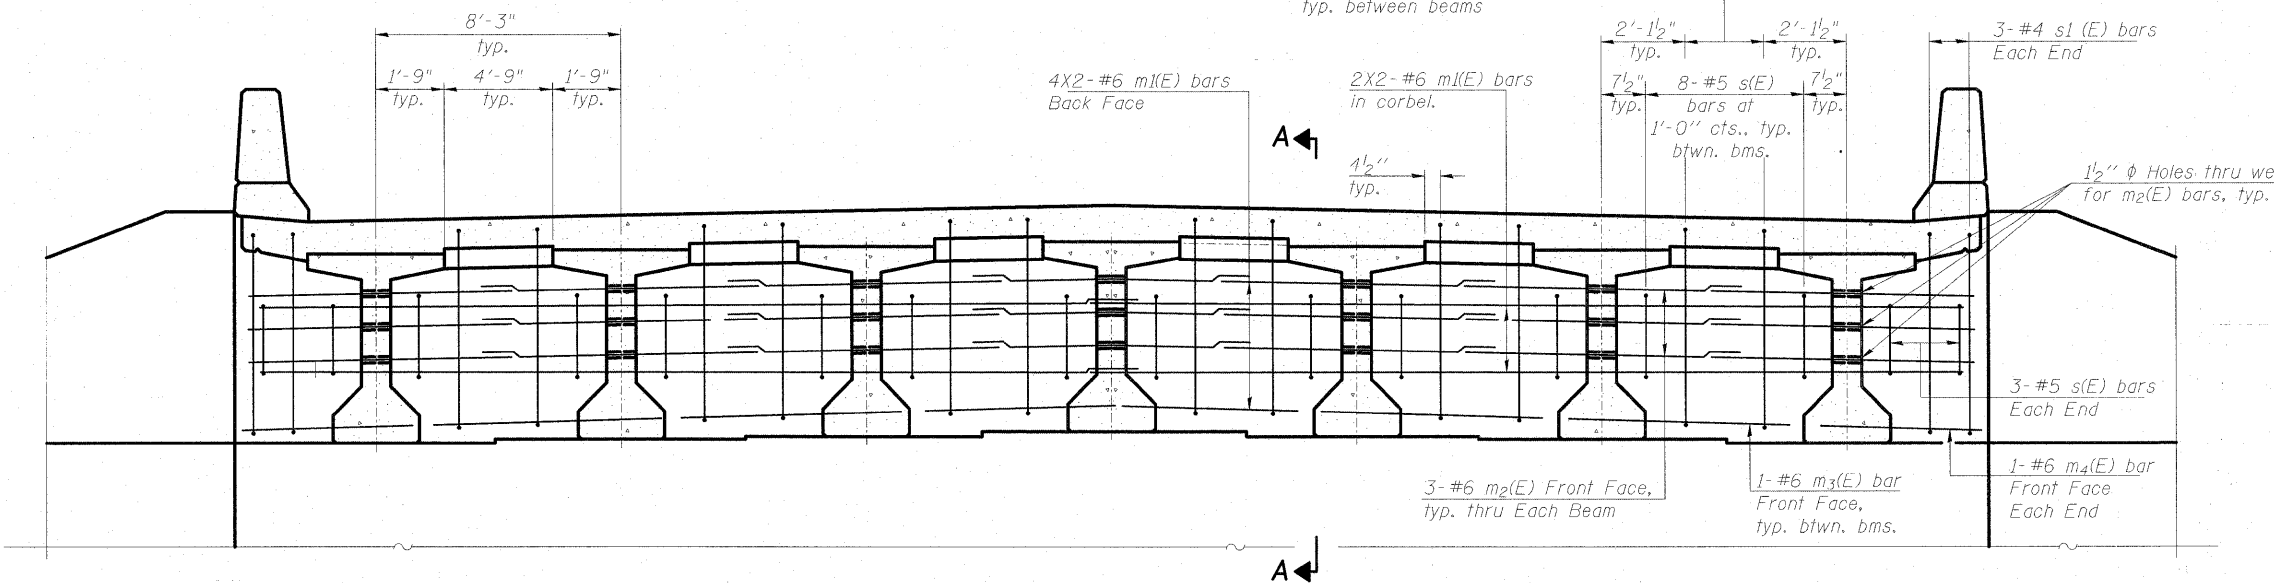 typ. between beams
8'-3"
typ.
1'-9"
typ.
4'-9"
typ.
1'-9"
typ.
4X2-#6 m1(E) bars
Back Face
2X2-#6 m1(E) bars
in corbel.
2'-1½"
typ.
2'-1½"
typ.
3-#4 s1(E) bars
Each End
7½"
typ.
8-#5 s(E)
bars at
1'-0" cts., typ.
btwn. bms.
7½"
typ.
A
4½"
typ.
1½" ϕ Holes thru we
for m2(E) bars, typ.
3-#5 s(E) bars
Each End
3-#6 m2(E) Front Face,
typ. thru Each Beam
1-#6 m3(E) bar
Front Face,
typ. btwn. bms.
1-#6 m4(E) bar
Front Face
Each End
A